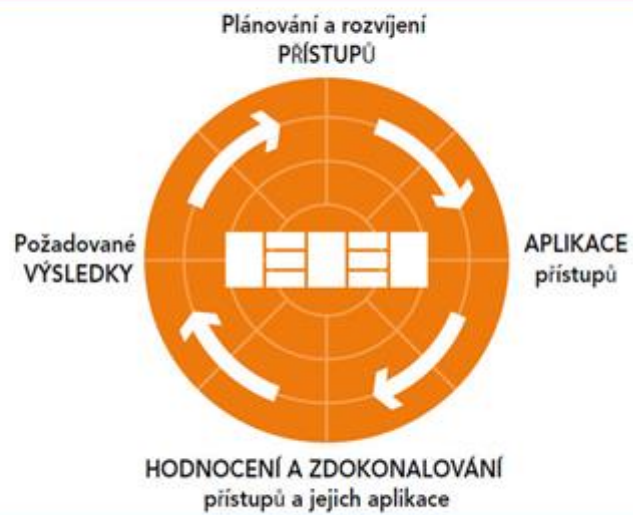 Plánování a rozvíjení
PŘÍSTUPŮ
Požadované
VÝSLEDKY
APLIKACE
přístupů
HODNOCENÍ A ZDOKONALOVÁNÍ
přístupů a jejich aplikace